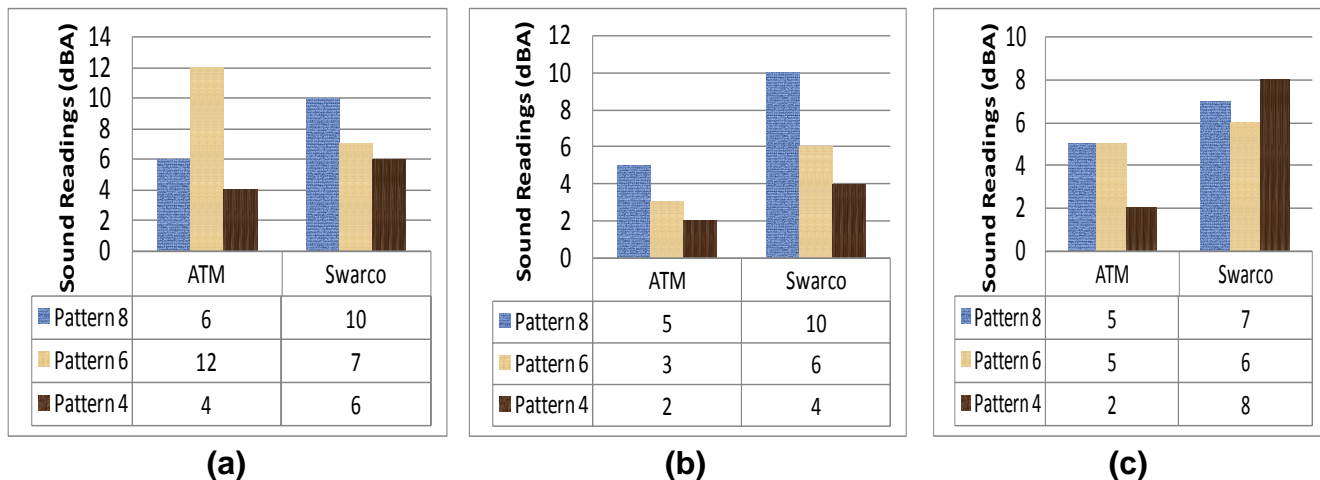 Sound Readings (dBA)
14
12
10
8
6
4
2
0
ATM Swarco
Pattern 8 6 10
Pattern 6 12 7
Pattern 4 4 6
(a)
Sound Readings (dBA)
12
10
8
6
4
2
0
ATM Swarco
Pattern 8 5 10
Pattern 6 3 6
Pattern 4 2 4
(b)
Sound Readings (dBA)
10
8
6
4
2
0
ATM Swarco
Pattern 8 5 7
Pattern 6 5 6
Pattern 4 2 8
(c)